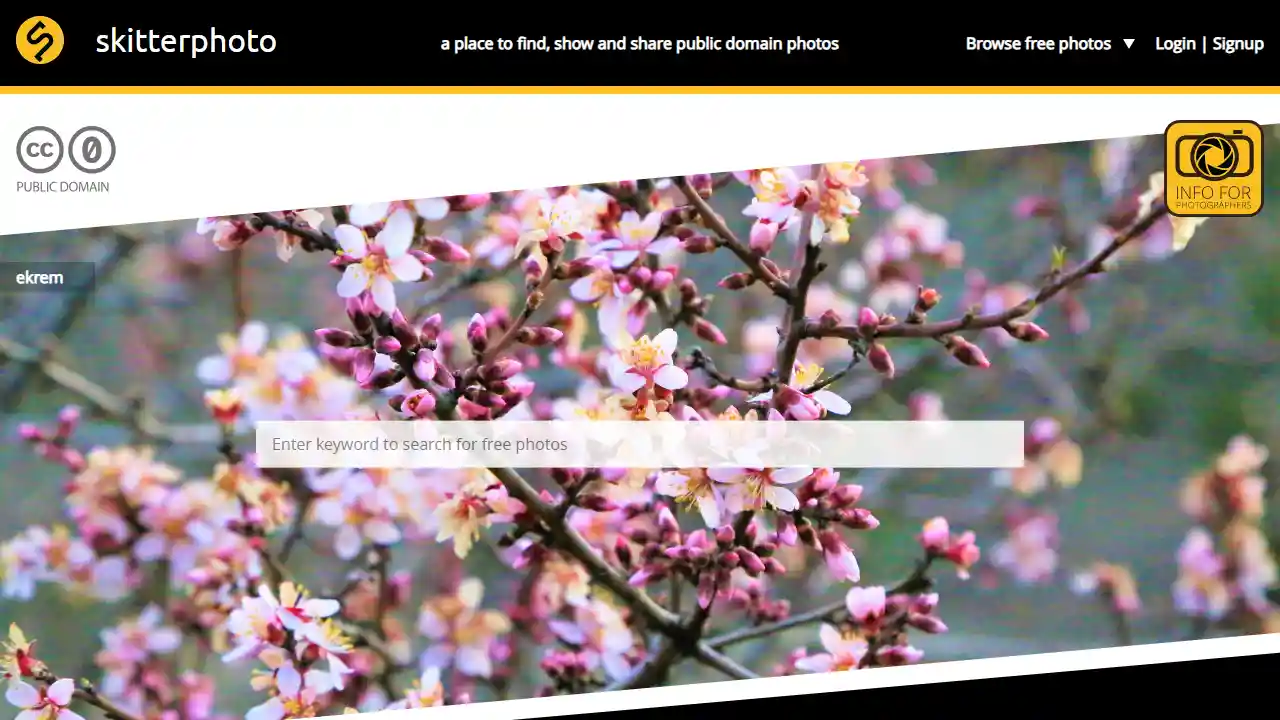 skitterphoto
a place to find, show and share public domain photos
Browse free photos ▼
Login | Signup
cc 0
PUBLIC DOMAIN
INFO FOR
PHOTOGRAPHERS
ekrem
Enter keyword to search for free photos